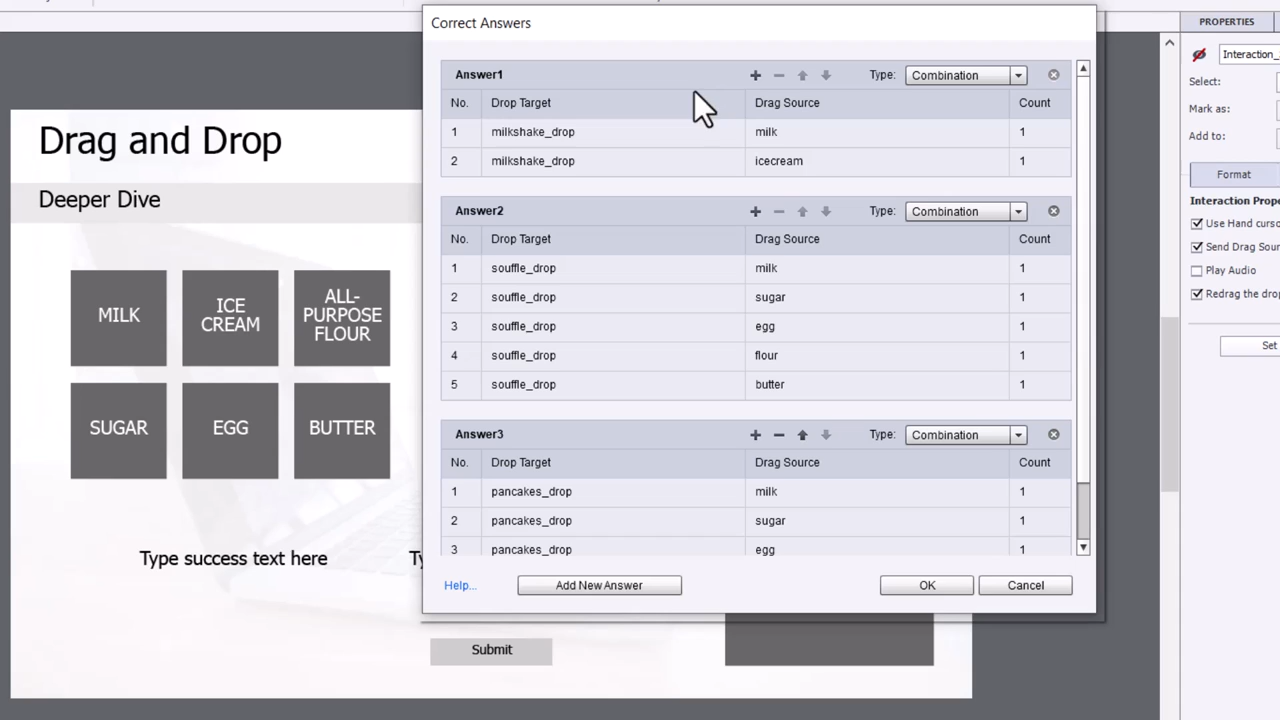 Correct Answers
PROPERTIES
Answer1
Type: Combination
No. Drop Target Drag Source Count
1 milkshake_drop milk 1
2 milkshake_drop icecream 1
Answer2
Type: Combination
No. Drop Target Drag Source Count
1 souffle_drop milk 1
2 souffle_drop sugar 1
3 souffle_drop egg 1
4 souffle_drop flour 1
5 souffle_drop butter 1
Answer3
Type: Combination
No. Drop Target Drag Source Count
1 pancakes_drop milk 1
2 pancakes_drop sugar 1
3 pancakes_drop egg 1
Help...
Add New Answer
OK
Cancel
Drag and Drop
Deeper Dive
MILK
ICE
CREAM
ALL-
PURPOSE
FLOUR
SUGAR
EGG
BUTTER
Type success text here
Ty
Submit
Interaction_
Select:
Mark as:
Add to:
Format
Interaction Prope
Use Hand curso
Send Drag Sour
Play Audio
Redrag the drop
Set